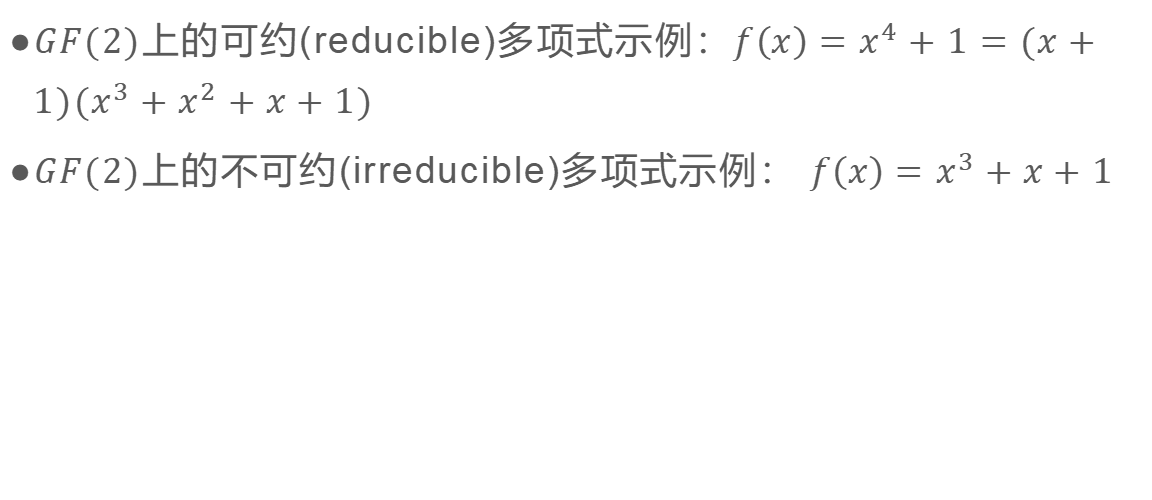 ●GF(2)上的可约(reducible)多项式示例：f(x) = x⁴ + 1 = (x +
1)(x³ + x² + x + 1)
●GF(2)上的不可约(irreducible)多项式示例： f(x) = x³ + x + 1